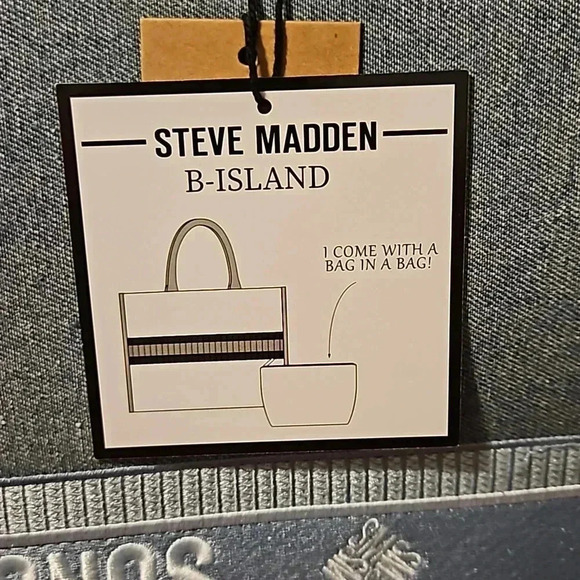 STEVE MADDEN
B-ISLAND
I COME WITH A
BAG IN A BAG!